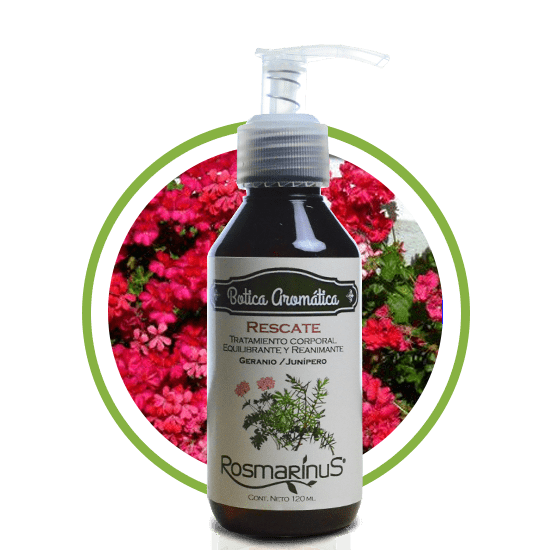 Botica Aromática
RESCATE
TRATAMIENTO CORPORAL
EQUILIBRANTE Y REANIMANTE
GERANIO / JUNÍPERO
ROSMARINUS®
CONT. NETO 120 ML.